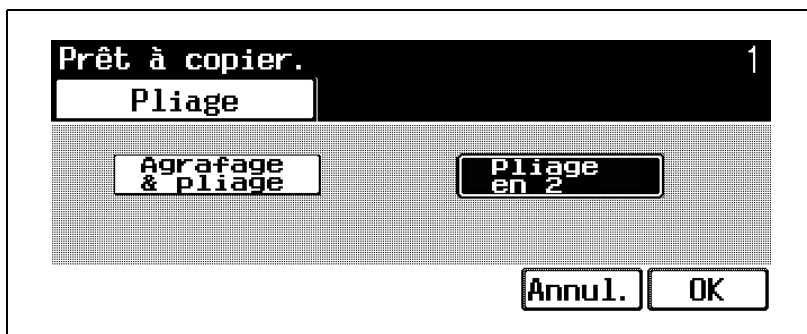 Prêt à copier. 1
Pliage
Agrafage
& pliage
Pliage
en 2
Annul. OK